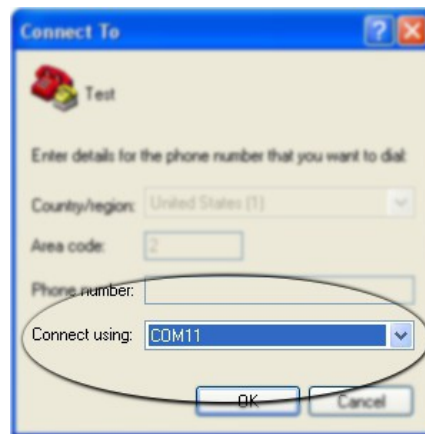 Connect To
Test
Enter details for the phone number that you want to dial:
Country/region: United States (1)
Area code: 2
Phone number:
Connect using: COM11
OK Cancel